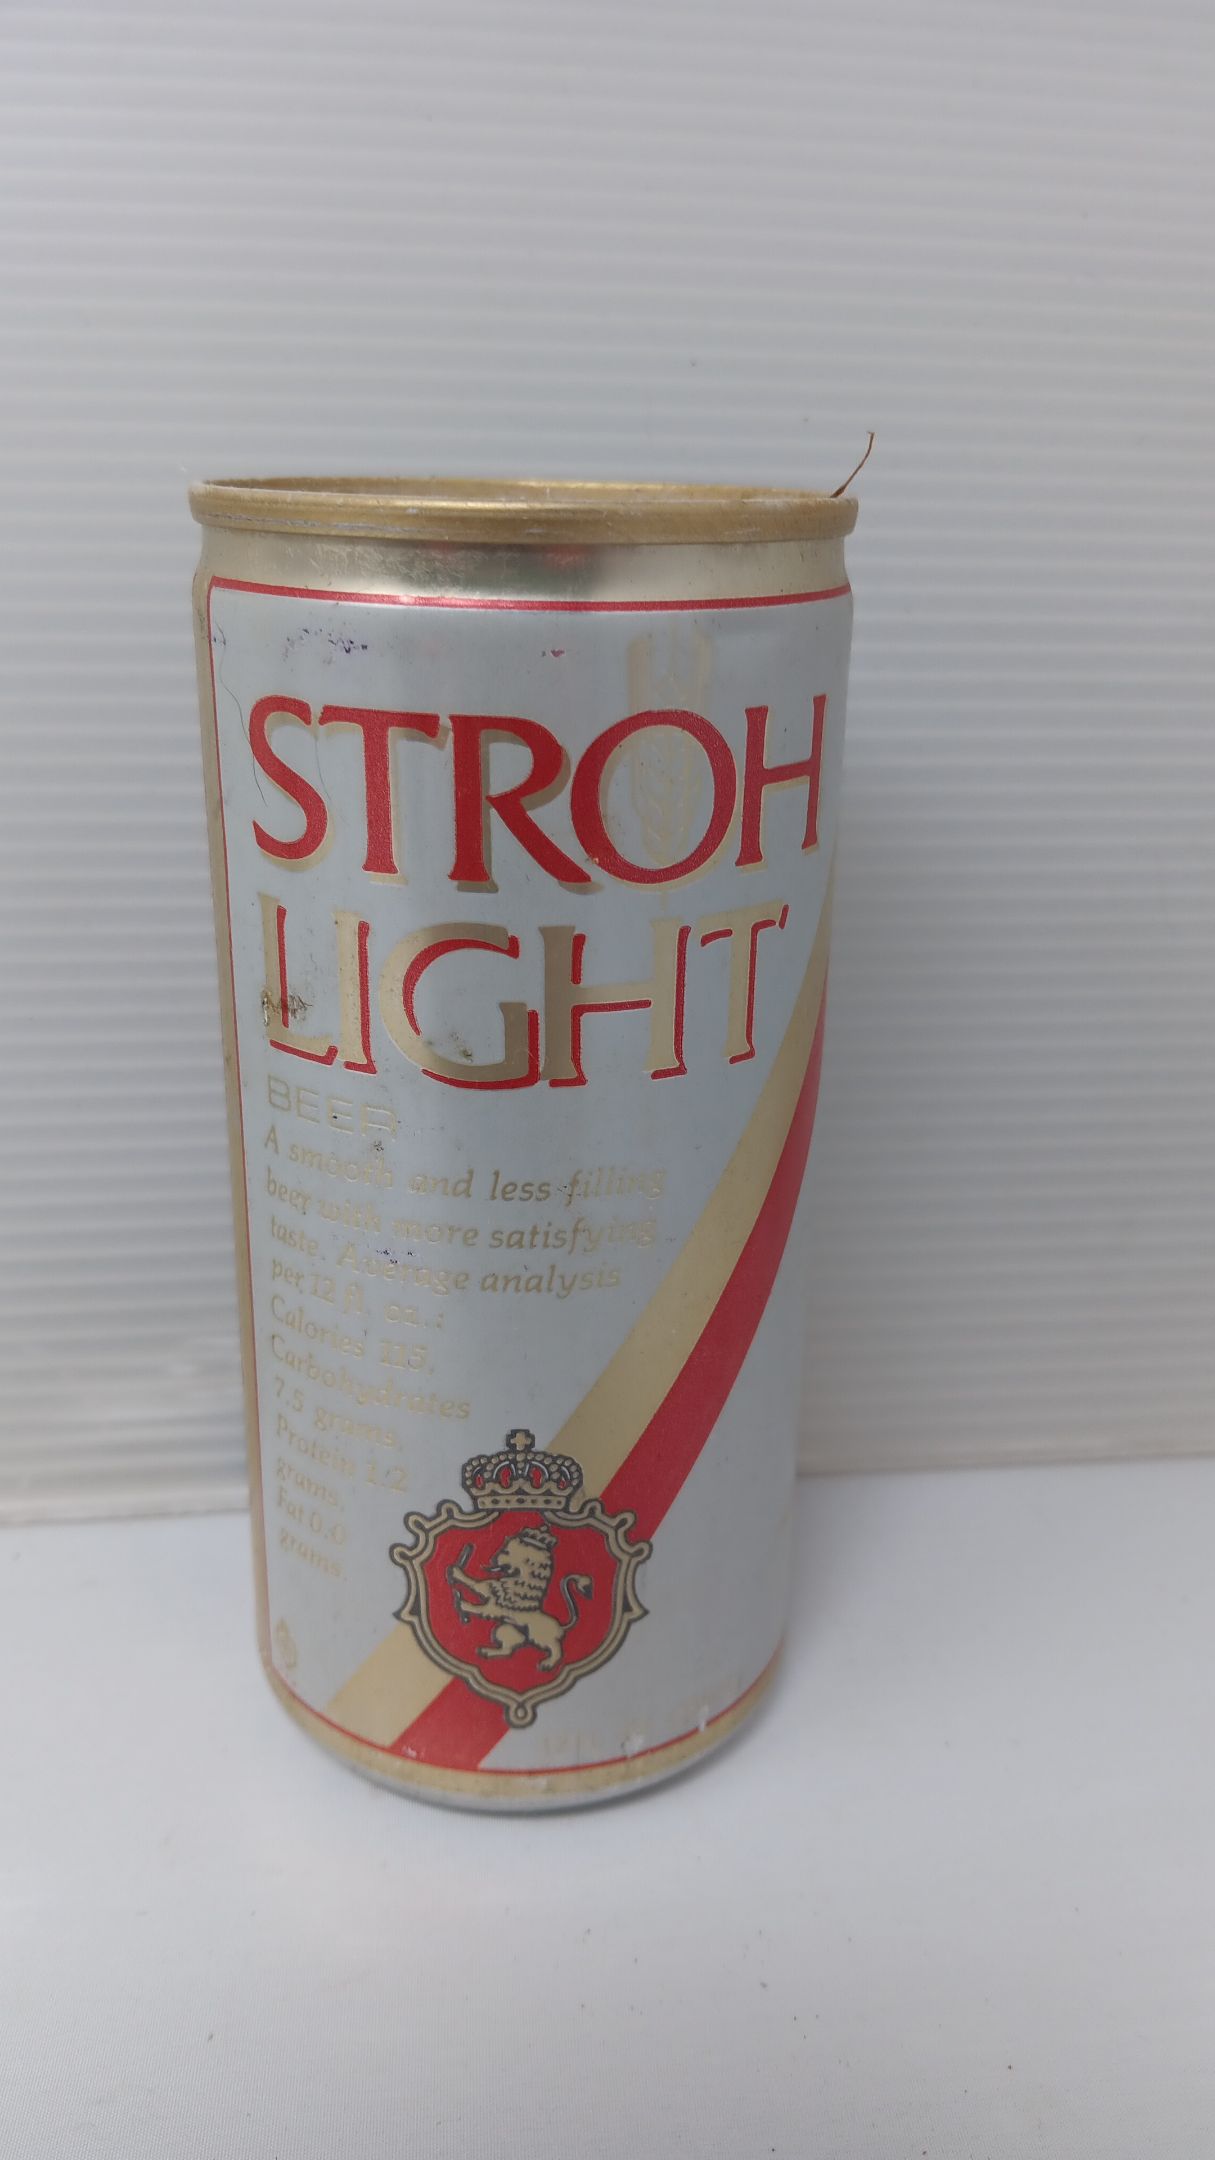 STROH
LIGHT
BEER
A smooth and less filling
beer with more satisfying
taste. Average analysis
per 12 fl. oz.:
Calories 115,
Carbohydrates
7.5 grams,
Protein 1.2
grams,
Fat 0.0
grams.